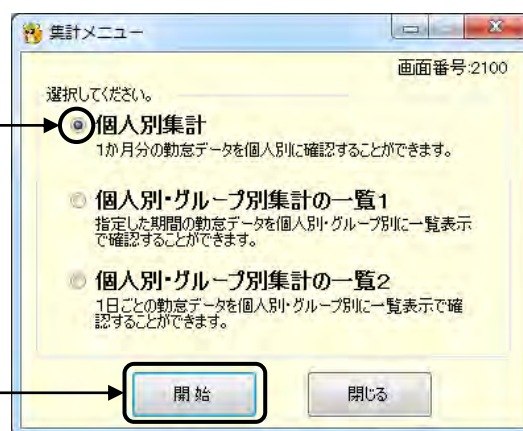 集計メニュー
画面番号:2100
選択してください。
個人別集計
1か月分の勤怠データを個人別に確認することができます。
個人別・グループ別集計の一覧1
指定した期間の勤怠データを個人別・グループ別に一覧表示
で確認することができます。
個人別・グループ別集計の一覧2
1日ごとの勤怠データを個人別・グループ別に一覧表示で確
認することができます。
開始
閉じる